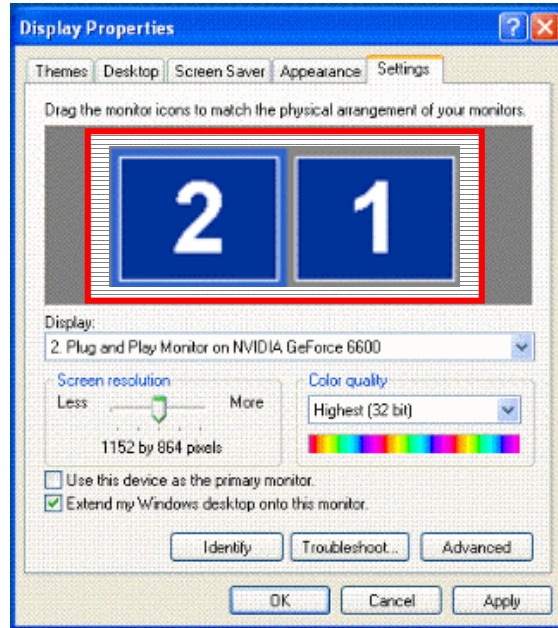 Display Properties
Themes Desktop Screen Saver Appearance Settings
Drag the monitor icons to match the physical arrangement of your monitors.
2 1
Display:
2. Plug and Play Monitor on NVIDIA GeForce 6600
Screen resolution Color quality
Less More Highest (32 bit)
1152 by 864 pixels
Use this device as the primary monitor.
Extend my Windows desktop onto this monitor.
Identify Troubleshoot... Advanced
OK Cancel Apply